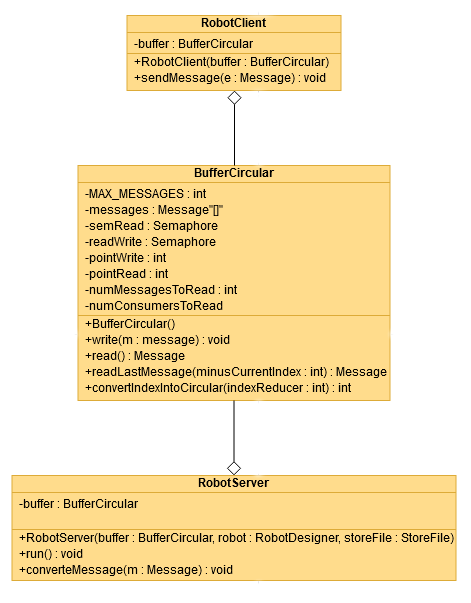 RobotClient
-buffer : BufferCircular
+RobotClient(buffer : BufferCircular)
+sendMessage(e : Message) : void
BufferCircular
-MAX_MESSAGES : int
-messages : Message"[]"
-semRead : Semaphore
-readWrite : Semaphore
-pointWrite : int
-pointRead : int
-numMessagesToRead : int
-numConsumersToRead
+BufferCircular()
+write(m : message) : void
+read() : Message
+readLastMessage(minusCurrentIndex : int) : Message
+convertIndexIntoCircular(indexReducer : int) : int
RobotServer
-buffer : BufferCircular
+RobotServer(buffer : BufferCircular, robot : RobotDesigner, storeFile : StoreFile)
+run() : void
+converteMessage(m : Message) : void